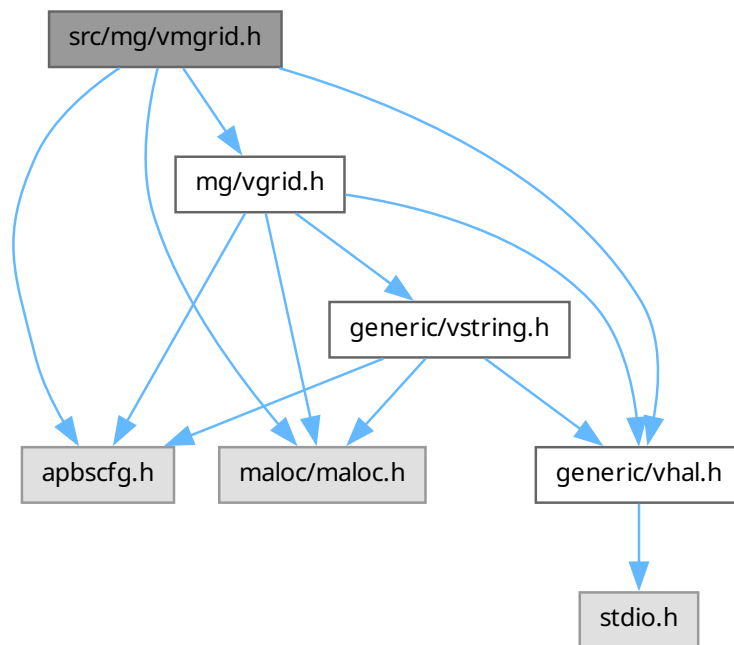 src/mg/vmgrid.h
mg/vgrid.h
generic/vstring.h
apbscfg.h
maloc/maloc.h
generic/vhal.h
stdio.h